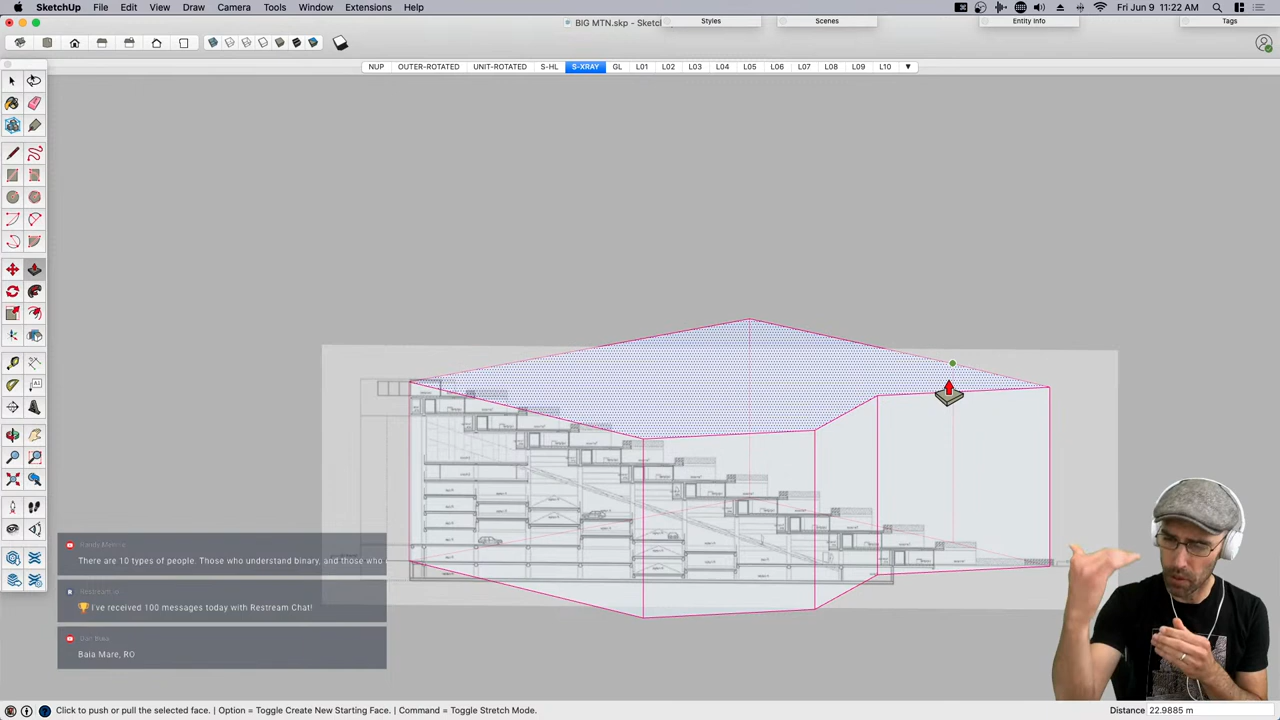 SketchUp File Edit View Draw Camera Tools Window Extensions Help
Fri Jun 9 11:22 AM
BIG MTN.skp - Sketc
Styles
Scenes
Entity Info
Tags
NUP OUTER-ROTATED UNIT-ROTATED S-HL S-XRAY GL L01 L02 L03 L04 L05 L06 L07 L08 L09 L10
There are 10 types of people. Those who understand binary, and those who
Restream
🏆 I've received 100 messages today with Restream Chat!
Baia Mare, RO
Click to push or pull the selected face. | Option = Toggle Create New Starting Face. | Command = Toggle Stretch Mode.
Distance 22.9885 m